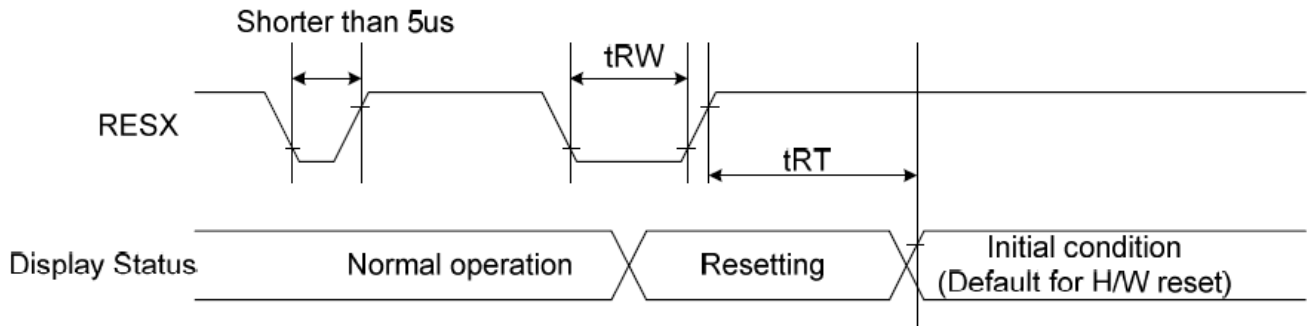 Shorter than 5us
tRW
RESX
tRT
Display Status
Normal operation
Resetting
Initial condition
(Default for H/W reset)